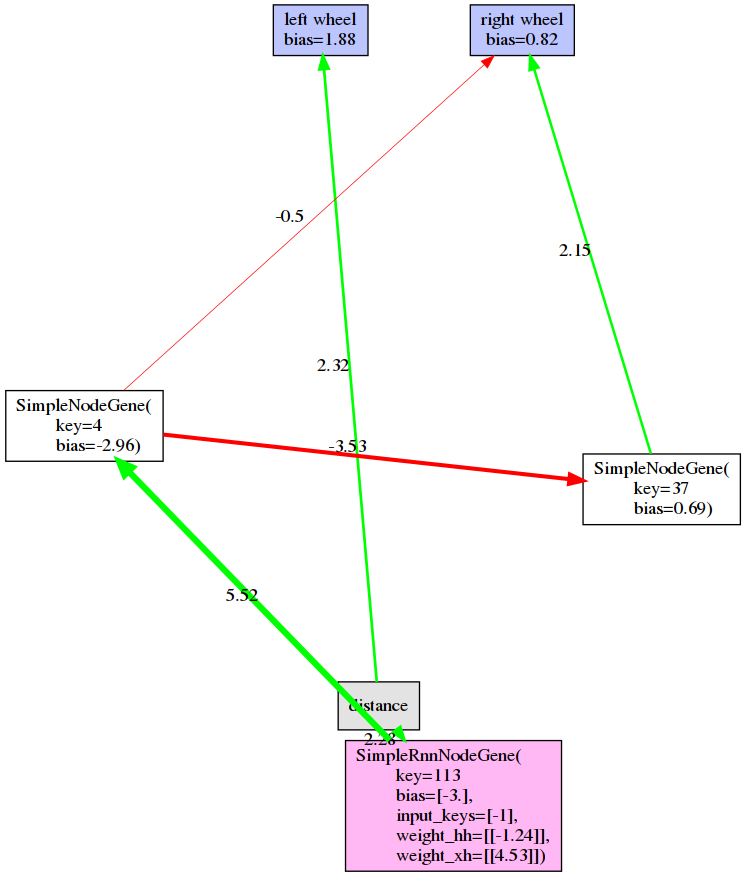 left wheel
bias=1.88
right wheel
bias=0.82
-0.5
2.15
2.32
SimpleNodeGene(
key=4
bias=-2.96)
-3.53
SimpleNodeGene(
key=37
bias=0.69)
5.52
distance
2.28
SimpleRnnNodeGene(
key=113
bias=[-3.],
input_keys=[-1],
weight_hh=[[-1.24]],
weight_xh=[[4.53]])